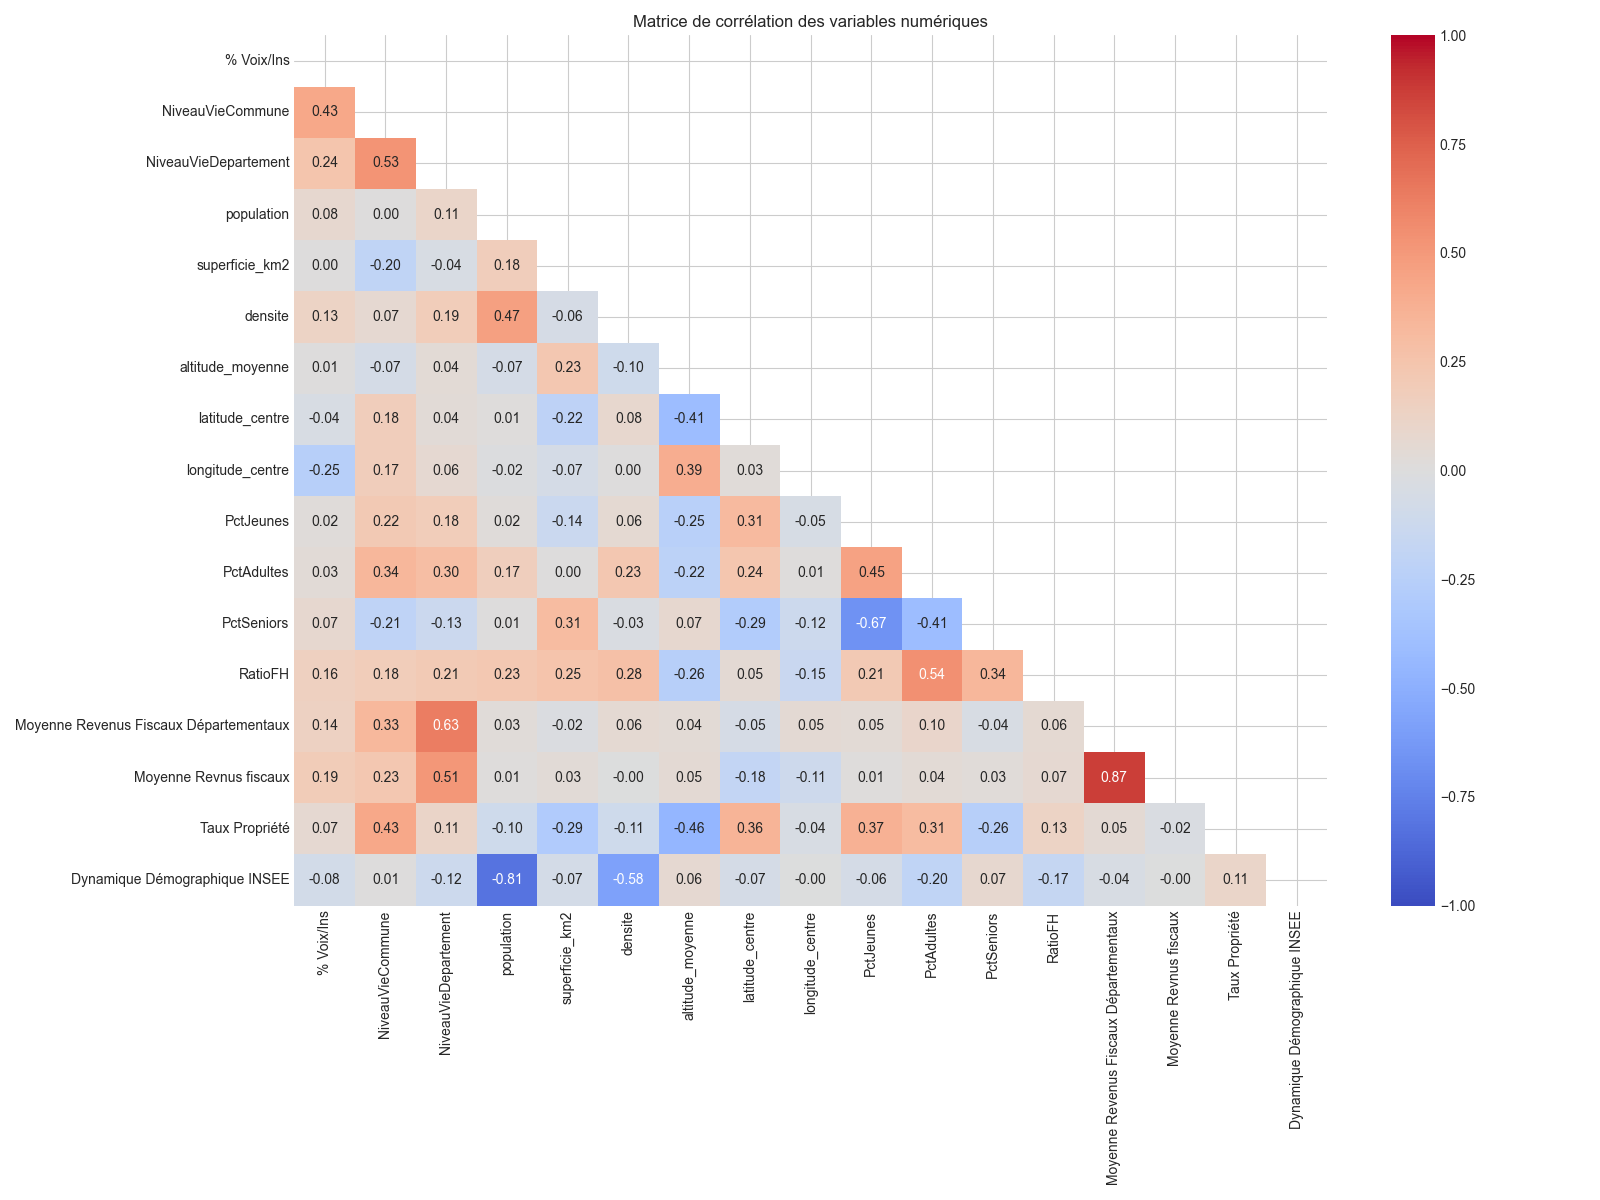 Matrice de corrélation des variables numériques
% Voix/Ins
NiveauVieCommune 0.43
NiveauVieDepartement 0.24 0.53
population 0.08 0.00 0.11
superficie_km2 0.00 -0.20 -0.04 0.18
densite 0.13 0.07 0.19 0.47 -0.06
altitude_moyenne 0.01 -0.07 0.04 -0.07 0.23 -0.10
latitude_centre -0.04 0.18 0.04 0.01 -0.22 0.08 -0.41
longitude_centre -0.25 0.17 0.06 -0.02 -0.07 0.00 0.39 0.03
PctJeunes 0.02 0.22 0.18 0.02 -0.14 0.06 -0.25 0.31 -0.05
PctAdultes 0.03 0.34 0.30 0.17 0.00 0.23 -0.22 0.24 0.01 0.45
PctSeniors 0.07 -0.21 -0.13 0.01 0.31 -0.03 0.07 -0.29 -0.12 -0.67 -0.41
RatioFH 0.16 0.18 0.21 0.23 0.25 0.28 -0.26 0.05 -0.15 0.21 0.54 0.34
Moyenne Revenus Fiscaux Départementaux 0.14 0.33 0.63 0.03 -0.02 0.06 0.04 -0.05 0.05 0.05 0.10 -0.04 0.06
Moyenne Revnus fiscaux 0.19 0.23 0.51 0.01 0.03 -0.00 0.05 -0.18 -0.11 0.01 0.04 0.03 0.07 0.87
Taux Propriété 0.07 0.43 0.11 -0.10 -0.29 -0.11 -0.46 0.36 -0.04 0.37 0.31 -0.26 0.13 0.05 -0.02
Dynamique Démographique INSEE -0.08 0.01 -0.12 -0.81 -0.07 -0.58 0.06 -0.07 -0.00 -0.06 -0.20 0.07 -0.17 -0.04 -0.00 0.11
% Voix/Ins
NiveauVieCommune
NiveauVieDepartement
population
superficie_km2
densite
altitude_moyenne
latitude_centre
longitude_centre
PctJeunes
PctAdultes
PctSeniors
RatioFH
Moyenne Revenus Fiscaux Départementaux
Moyenne Revnus fiscaux
Taux Propriété
Dynamique Démographique INSEE
1.00
0.75
0.50
0.25
0.00
−0.25
−0.50
−0.75
−1.00